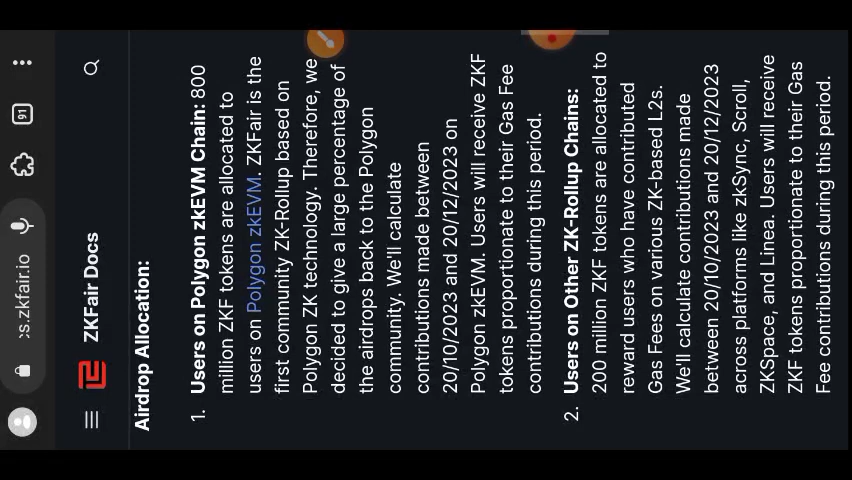 cs.zkfair.io
91
ZKFair Docs
Airdrop Allocation:
1. Users on Polygon zkEVM Chain: 800
million ZKF tokens are allocated to
users on Polygon zkEVM. ZKFair is the
first community ZK-Rollup based on
Polygon ZK technology. Therefore, we
decided to give a large percentage of
the airdrops back to the Polygon
community. We'll calculate
contributions made between
20/10/2023 and 20/12/2023 on
Polygon zkEVM. Users will receive ZKF
tokens proportionate to their Gas Fee
contributions during this period.
2. Users on Other ZK-Rollup Chains:
200 million ZKF tokens are allocated to
reward users who have contributed
Gas Fees on various ZK-based L2s.
We'll calculate contributions made
between 20/10/2023 and 20/12/2023
across platforms like zkSync, Scroll,
ZKSpace, and Linea. Users will receive
ZKF tokens proportionate to their Gas
Fee contributions during this period.